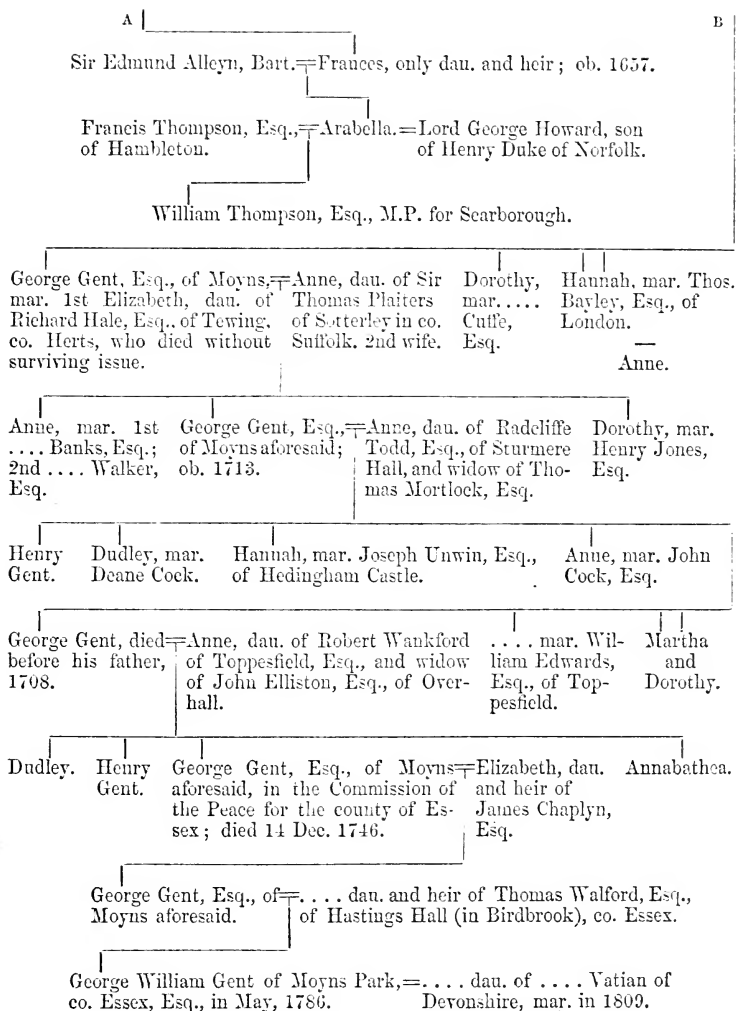 A B
Sir Edmund Alleyn, Bart.=Frances, only dau. and heir; ob. 1657.
Francis Thompson, Esq.,=Arabella.=Lord George Howard, son
of Hambleton. of Henry Duke of Norfolk.
William Thompson, Esq., M.P. for Scarborough.
George Gent, Esq., of Moyns,=Anne, dau. of Sir Dorothy, Hannah, mar. Thos.
mar. 1st Elizabeth, dau. of Thomas Plaiters mar..... Bayley, Esq., of
Richard Hale, Esq., of Tewing, of Sotterley in co. Cuffe, London.
co. Herts, who died without Suffolk. 2nd wife. Esq. —
surviving issue. Anne.
Anne, mar. 1st George Gent, Esq.,=Anne, dau. of Radcliffe Dorothy, mar.
.... Banks, Esq.; of Moyns aforesaid; Todd, Esq., of Sturmere Henry Jones,
2nd .... Walker, ob. 1713. Hall, and widow of Tho- Esq.
Esq. mas Mortlock, Esq.
Henry Dudley, mar. Hannah, mar. Joseph Unwin, Esq., Anne, mar. John
Gent. Deane Cock. of Hedingham Castle. Cock, Esq.
George Gent, died=Anne, dau. of Robert Wankford .... mar. Wil- Martha
before his father, of Toppesfield, Esq., and widow liam Edwards, and
1708. of John Elliston, Esq., of Over- Esq., of Top- Dorothy.
hall. pesfield.
Dudley. Henry George Gent, Esq., of Moyns=Elizabeth, dau. Annabathea.
Gent. aforesaid, in the Commission of and heir of
the Peace for the county of Es- James Chaplyn,
sex; died 14 Dec. 1746. Esq.
George Gent, Esq., of=.... dau. and heir of Thomas Walford, Esq.,
Moyns aforesaid. of Hastings Hall (in Birdbrook), co. Essex.
George William Gent of Moyns Park,=.... dau. of .... Vatian of
co. Essex, Esq., in May, 1786. Devonshire, mar. in 1809.